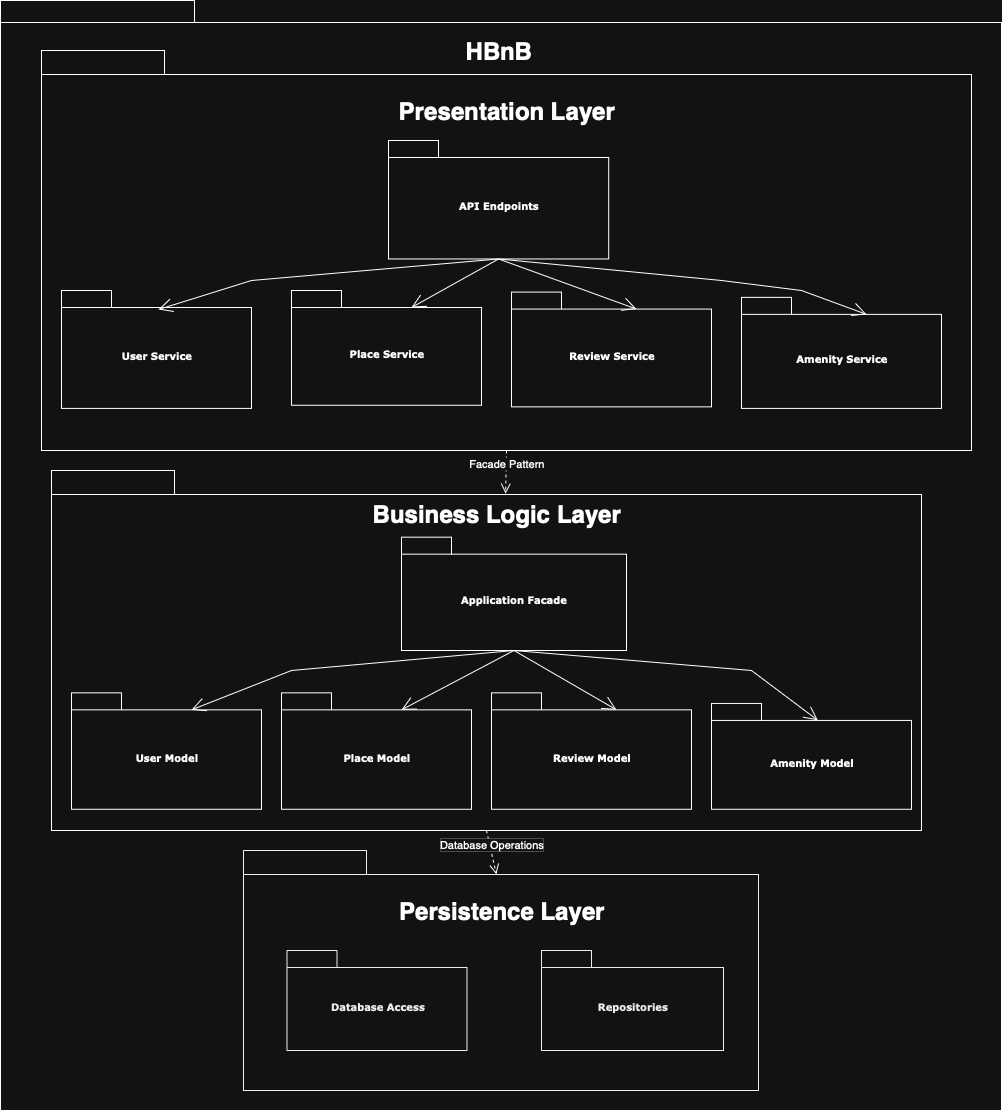 HBnB
Presentation Layer
API Endpoints
User Service
Place Service
Review Service
Amenity Service
Facade Pattern
Business Logic Layer
Application Facade
User Model
Place Model
Review Model
Amenity Model
Database Operations
Persistence Layer
Database Access
Repositories